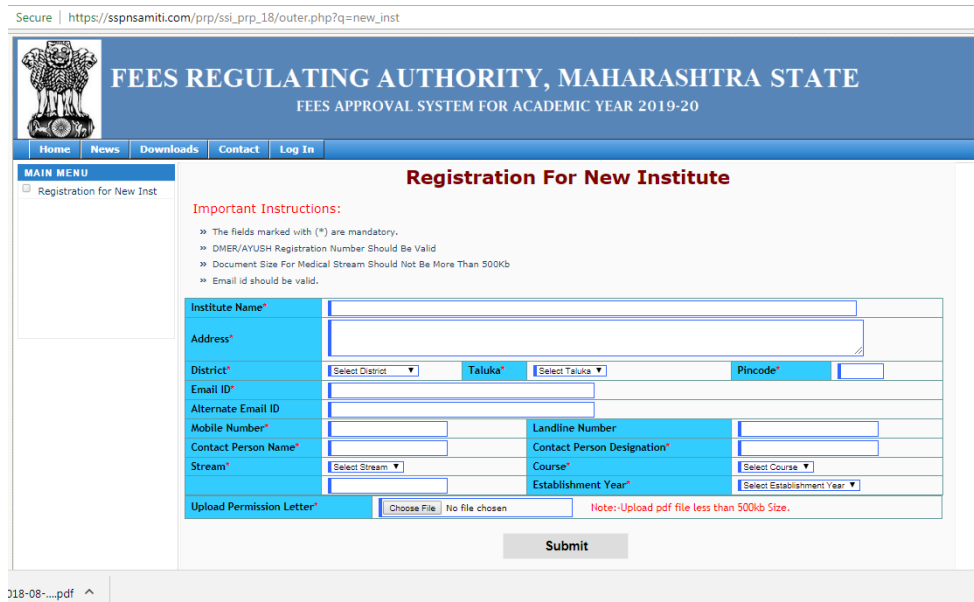 Secure | https://sspnsamiti.com/prp/ssi_prp_18/outer.php?q=new_inst
FEES REGULATING AUTHORITY, MAHARASHTRA STATE
FEES APPROVAL SYSTEM FOR ACADEMIC YEAR 2019-20
Home News Downloads Contact Log In
MAIN MENU
Registration for New Inst
Registration For New Institute
Important Instructions:
» The fields marked with (*) are mandatory.
» DMER/AYUSH Registration Number Should Be Valid
» Document Size For Medical Stream Should Not Be More Than 500Kb
» Email id should be valid.
Institute Name*
Address*
District* Select District Taluka* Select Taluka Pincode*
Email ID*
Alternate Email ID
Mobile Number* Landline Number
Contact Person Name* Contact Person Designation*
Stream* Select Stream Course* Select Course
Establishment Year* Select Establishment Year
Upload Permission Letter* Choose File No file chosen Note:-Upload pdf file less than 500kb Size.
Submit
018-08-....pdf